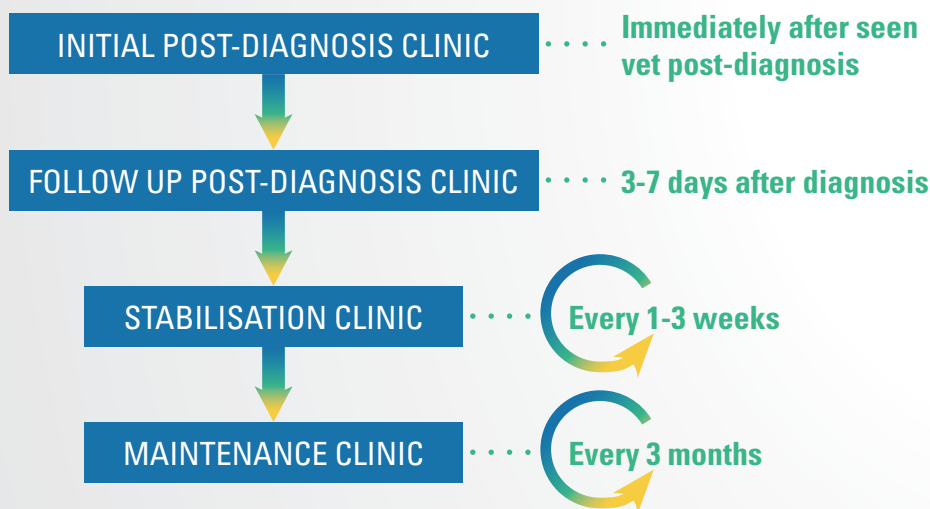 INITIAL POST-DIAGNOSIS CLINIC
Immediately after seen
vet post-diagnosis
FOLLOW UP POST-DIAGNOSIS CLINIC
3-7 days after diagnosis
STABILISATION CLINIC
Every 1-3 weeks
MAINTENANCE CLINIC
Every 3 months